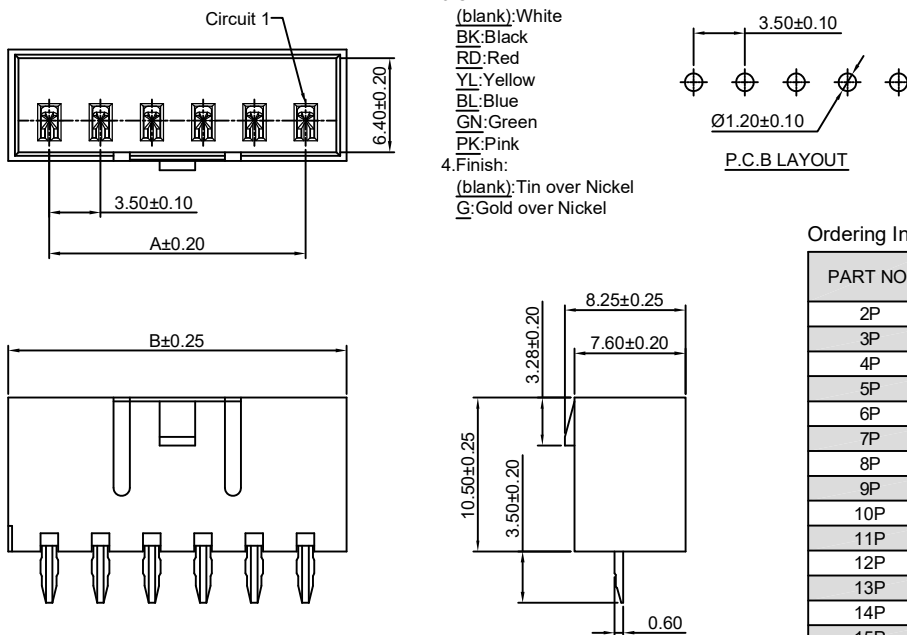 Circuit 1
6.40±0.20
3.50±0.10
A±0.20
(blank):White
BK:Black
RD:Red
YL:Yellow
BL:Blue
GN:Green
PK:Pink
4.Finish:
(blank):Tin over Nickel
G:Gold over Nickel
3.50±0.10
Ø1.20±0.10
P.C.B LAYOUT
B±0.25
8.25±0.25
7.60±0.20
3.28±0.20
10.50±0.25
3.50±0.20
0.60
Ordering In
PART NO
2P
3P
4P
5P
6P
7P
8P
9P
10P
11P
12P
13P
14P
15P